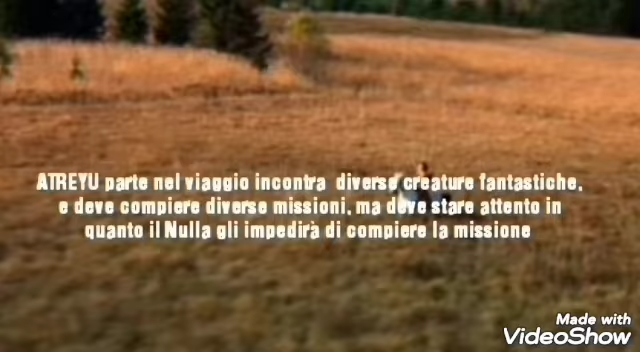 ATREYU parte nel viaggio incontra diverse creature fantastiche,
e deve compiere diverse missioni, ma deve stare attento in
quanto il Nulla gli impedirà di compiere la missione
Made with
VideoShow